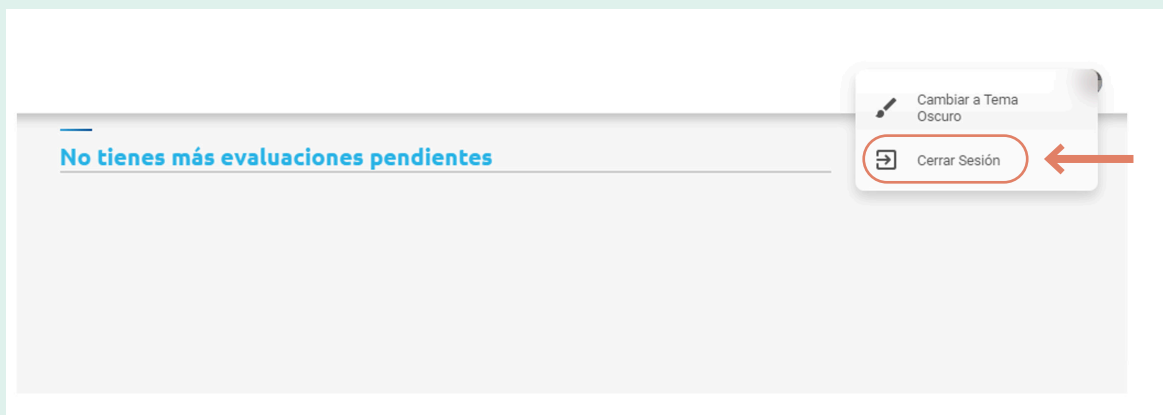 Cambiar a Tema
Oscuro
No tienes más evaluaciones pendientes
Cerrar Sesión